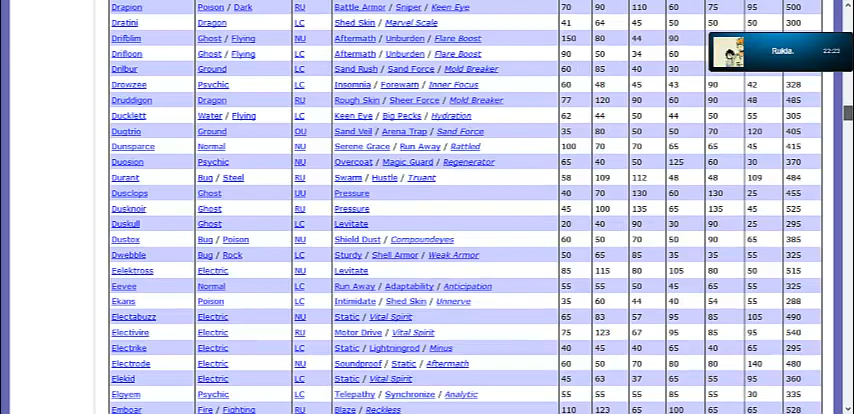 Drapion Poison / Dark RU Battle Armor / Sniper / Keen Eye 70 90 110 60 75 95 500
Dratini Dragon LC Shed Skin / Marvel Scale 41 64 45 50 50 50 300
Drifblim Ghost / Flying NU Aftermath / Unburden / Flare Boost 150 80 44 90
Rukia. 22:23
Drifloon Ghost / Flying LC Aftermath / Unburden / Flare Boost 90 50 34 60
Drilbur Ground LC Sand Rush / Sand Force / Mold Breaker 60 85 40 30
Drowzee Psychic LC Insomnia / Forewarn / Inner Focus 60 48 45 43 90 42 328
Druddigon Dragon RU Rough Skin / Sheer Force / Mold Breaker 77 120 90 60 90 48 485
Ducklett Water / Flying LC Keen Eye / Big Pecks / Hydration 62 44 50 44 50 55 305
Dugtrio Ground OU Sand Veil / Arena Trap / Sand Force 35 80 50 50 70 120 405
Dunsparce Normal NU Serene Grace / Run Away / Rattled 100 70 70 65 65 45 415
Duosion Psychic NU Overcoat / Magic Guard / Regenerator 65 40 50 125 60 30 370
Durant Bug / Steel RU Swarm / Hustle / Truant 58 109 112 48 48 109 484
Dusclops Ghost UU Pressure 40 70 130 60 130 25 455
Dusknoir Ghost RU Pressure 45 100 135 65 135 45 525
Duskull Ghost LC Levitate 20 40 90 30 90 25 295
Dustox Bug / Poison NU Shield Dust / Compoundeyes 60 50 70 50 90 65 385
Dwebble Bug / Rock LC Sturdy / Shell Armor / Weak Armor 50 65 85 35 35 55 325
Eelektross Electric NU Levitate 85 115 80 105 80 50 515
Eevee Normal LC Run Away / Adaptability / Anticipation 55 55 50 45 65 55 325
Ekans Poison LC Intimidate / Shed Skin / Unnerve 35 60 44 40 54 55 288
Electabuzz Electric NU Static / Vital Spirit 65 83 57 95 85 105 490
Electivire Electric RU Motor Drive / Vital Spirit 75 123 67 95 85 95 540
Electrike Electric LC Static / Lightningrod / Minus 40 45 40 65 40 65 295
Electrode Electric NU Soundproof / Static / Aftermath 60 50 70 80 80 140 480
Elekid Electric LC Static / Vital Spirit 45 63 37 65 55 95 360
Elgyem Psychic LC Telepathy / Synchronize / Analytic 55 55 55 85 55 30 335
Emboar Fire / Fighting RU Blaze / Reckless 110 123 65 100 65 65 528